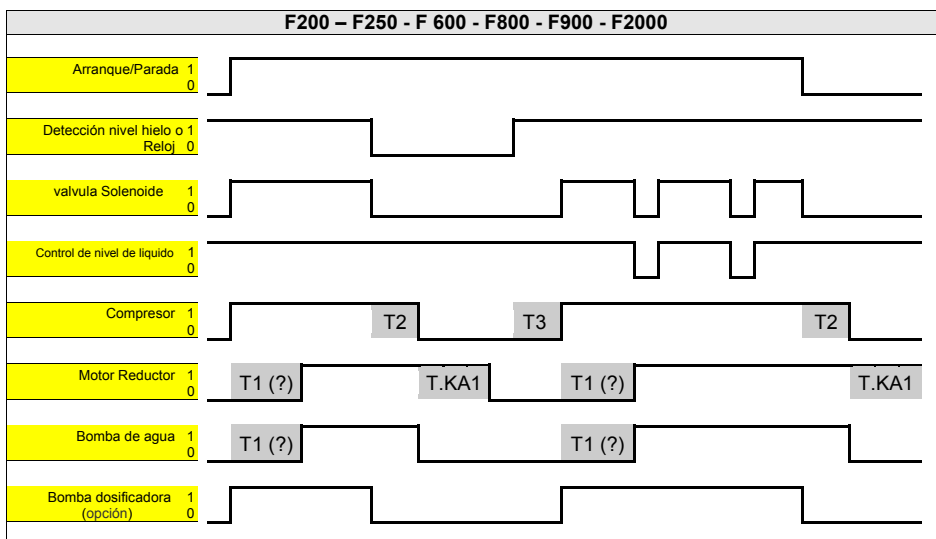 F200 – F250 - F 600 - F800 - F900 - F2000
Arranque/Parada 1
0
Detección nivel hielo o 1
Reloj 0
valvula Solenoide 1
0
Control de nivel de liquido 1
0
Compresor 1
0
T2 T3 T2
Motor Reductor 1
0
T1 (?) T.KA1 T1 (?) T.KA1
Bomba de agua 1
0
T1 (?) T1 (?)
Bomba dosificadora 1
(opción) 0